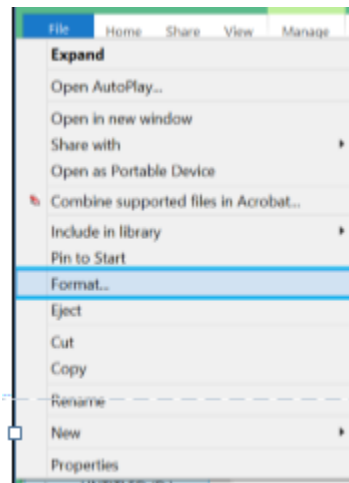 File Home Share View Manage
Expand
Open AutoPlay...
Open in new window
Share with
Open as Portable Device
Combine supported files in Acrobat...
Include in library
Pin to Start
Format...
Eject
Cut
Copy
Rename
New
Properties